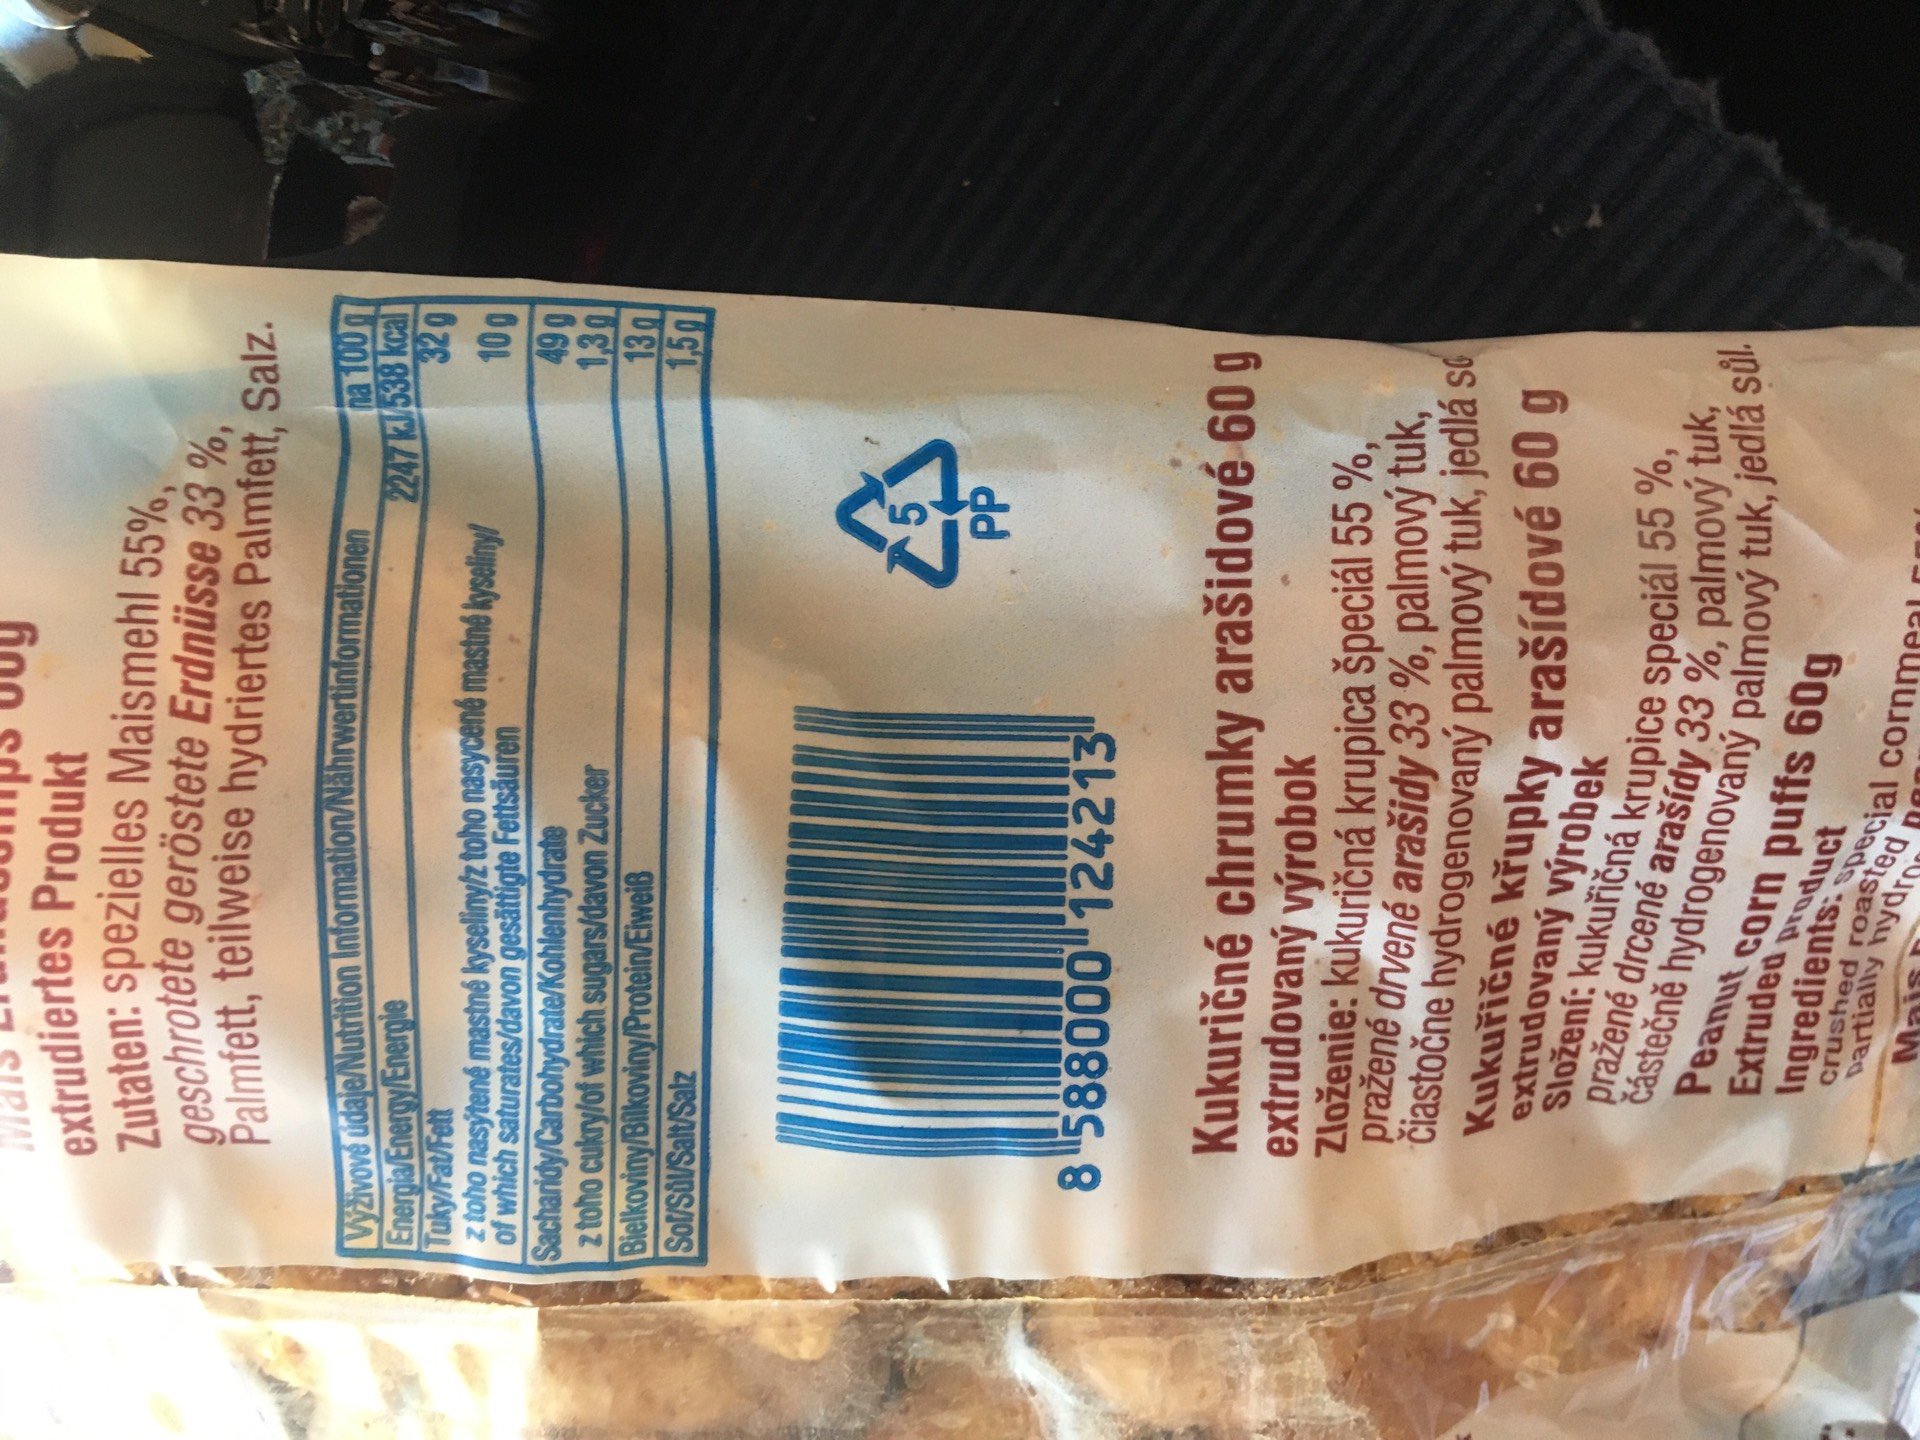 extrudiertes Produkt
Zutaten: spezielles Maismehl 55%,
geschrotete geröstete Erdnüsse 33 %,
Palmfett, teilweise hydriertes Palmfett, Salz.
Výživové údaje/Nutrition Information/Nährwertinformationen na 100 g
Energia/Energy/Energie 2247 kJ/538 kcal
Tuky/Fat/Fett 32 g
z toho nasýtené mastné kyseliny/z toho nasycené mastné kyseliny/
of which saturates/davon gesättigte Fettsäuren 10 g
Sacharidy/Carbohydrate/Kohlenhydrate 49 g
z toho cukry/of which sugars/davon Zucker 1,3 g
Bielkoviny/Bílkoviny/Protein/Eiweiß 13 g
Soľ/Sůl/Salt/Salz 1,5 g
5
PP
8 588000 124213
Kukuričné chrumky arašidové 60 g
extrudovaný výrobok
Zloženie: kukuričná krupica špeciál 55 %,
pražené drvené arašidy 33 %, palmový tuk,
čiastočne hydrogenovaný palmový tuk, jedlá
Kukuřičné křupky arašídové 60 g
extrudovaný výrobek
Složení: kukuřičná krupice speciál 55 %,
pražené drcené arašídy 33 %, palmový tuk,
částečně hydrogenovaný palmový tuk, jedlá sůl.
Peanut corn puffs 60g
Extruded product
Ingredients: special cornmeal
crushed roasted
partially
Mais